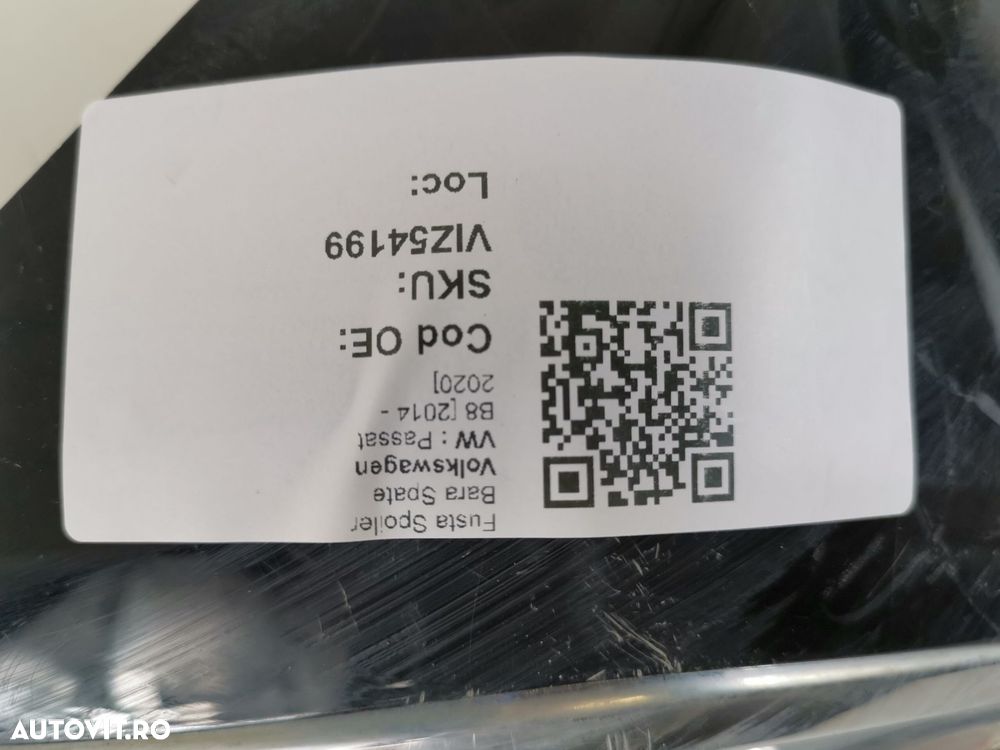 Fusta Spoiler
Bara Spate
Volkswagen
VW : Passat
B8 [2014 -
2020]
Cod OE:
SKU:
VIZ54199
Loc:
AUTOVIT.RO